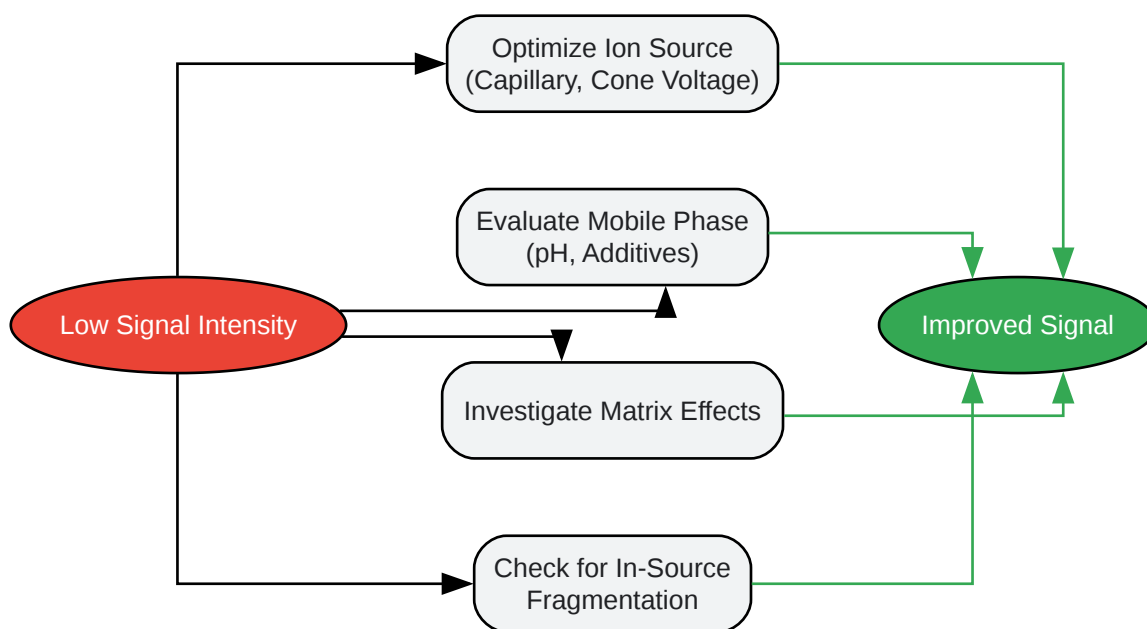 Optimize Ion Source
(Capillary, Cone Voltage)
Evaluate Mobile Phase
(pH, Additives)
Low Signal Intensity
Improved Signal
Investigate Matrix Effects
Check for In-Source
Fragmentation